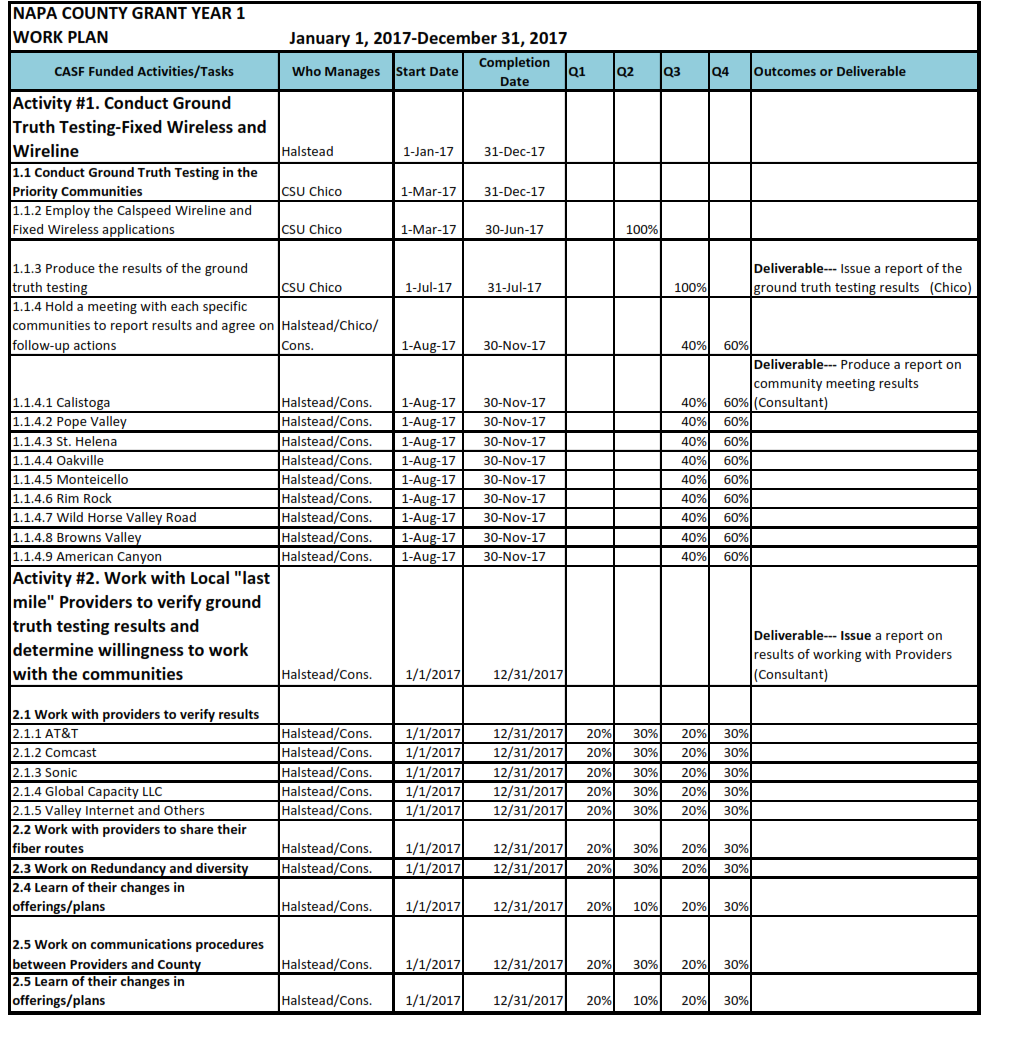 NAPA COUNTY GRANT YEAR 1
WORK PLAN January 1, 2017-December 31, 2017
CASF Funded Activities/Tasks Who Manages Start Date Completion Date Q1 Q2 Q3 Q4 Outcomes or Deliverable
Activity #1. Conduct Ground
Truth Testing-Fixed Wireless and
Wireline Halstead 1-Jan-17 31-Dec-17
1.1 Conduct Ground Truth Testing in the
Priority Communities CSU Chico 1-Mar-17 31-Dec-17
1.1.2 Employ the Calspeed Wireline and
Fixed Wireless applications CSU Chico 1-Mar-17 30-Jun-17 100%
1.1.3 Produce the results of the ground Deliverable--- Issue a report of the
truth testing CSU Chico 1-Jul-17 31-Jul-17 100% ground truth testing results (Chico)
1.1.4 Hold a meeting with each specific
communities to report results and agree on Halstead/Chico/
follow-up actions Cons. 1-Aug-17 30-Nov-17 40% 60%
Deliverable--- Produce a report on
community meeting results
1.1.4.1 Calistoga Halstead/Cons. 1-Aug-17 30-Nov-17 40% 60% (Consultant)
1.1.4.2 Pope Valley Halstead/Cons. 1-Aug-17 30-Nov-17 40% 60%
1.1.4.3 St. Helena Halstead/Cons. 1-Aug-17 30-Nov-17 40% 60%
1.1.4.4 Oakville Halstead/Cons. 1-Aug-17 30-Nov-17 40% 60%
1.1.4.5 Monteicello Halstead/Cons. 1-Aug-17 30-Nov-17 40% 60%
1.1.4.6 Rim Rock Halstead/Cons. 1-Aug-17 30-Nov-17 40% 60%
1.1.4.7 Wild Horse Valley Road Halstead/Cons. 1-Aug-17 30-Nov-17 40% 60%
1.1.4.8 Browns Valley Halstead/Cons. 1-Aug-17 30-Nov-17 40% 60%
1.1.4.9 American Canyon Halstead/Cons. 1-Aug-17 30-Nov-17 40% 60%
Activity #2. Work with Local "last
mile" Providers to verify ground
truth testing results and Deliverable--- Issue a report on
determine willingness to work results of working with Providers
with the communities Halstead/Cons. 1/1/2017 12/31/2017 (Consultant)
2.1 Work with providers to verify results
2.1.1 AT&T Halstead/Cons. 1/1/2017 12/31/2017 20% 30% 20% 30%
2.1.2 Comcast Halstead/Cons. 1/1/2017 12/31/2017 20% 30% 20% 30%
2.1.3 Sonic Halstead/Cons. 1/1/2017 12/31/2017 20% 30% 20% 30%
2.1.4 Global Capacity LLC Halstead/Cons. 1/1/2017 12/31/2017 20% 30% 20% 30%
2.1.5 Valley Internet and Others Halstead/Cons. 1/1/2017 12/31/2017 20% 30% 20% 30%
2.2 Work with providers to share their
fiber routes Halstead/Cons. 1/1/2017 12/31/2017 20% 30% 20% 30%
2.3 Work on Redundancy and diversity Halstead/Cons. 1/1/2017 12/31/2017 20% 30% 20% 30%
2.4 Learn of their changes in
offerings/plans Halstead/Cons. 1/1/2017 12/31/2017 20% 10% 20% 30%
2.5 Work on communications procedures
between Providers and County Halstead/Cons. 1/1/2017 12/31/2017 20% 30% 20% 30%
2.5 Learn of their changes in
offerings/plans Halstead/Cons. 1/1/2017 12/31/2017 20% 10% 20% 30%